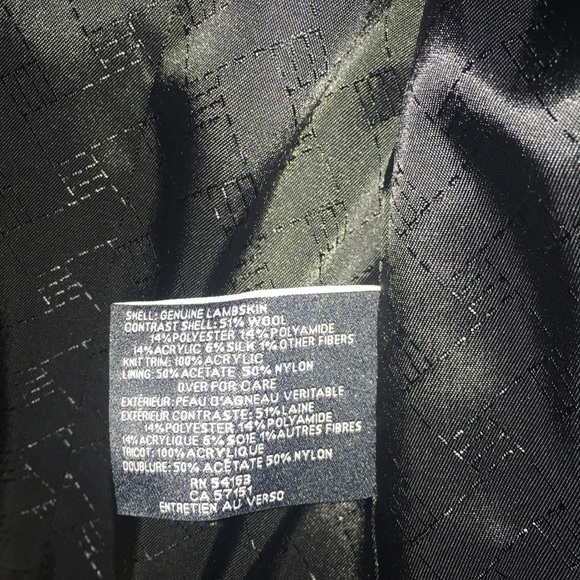 SHELL: GENUINE LAMBSKIN
CONTRAST SHELL: 51% WOOL
14% POLYESTER 14% POLYAMIDE
14% ACRYLIC 6% SILK 1% OTHER FIBERS
KNIT TRIM: 100% ACRYLIC
LINING: 50% ACETATE 50% NYLON
OVER FOR CARE
EXTÉRIEUR: PEAU D'AGNEAU VERITABLE
EXTÉRIEUR CONTRASTE: 51% LAINE
14% POLYESTER 14% POLYAMIDE
14% ACRYLIQUE 6% SOIE 1% AUTRES FIBRES
TRICOT: 100% ACRYLIQUE
DOUBLURE: 50% ACÉTATE 50% NYLON
RN 54163
CA 57151
ENTRETIEN AU VERSO